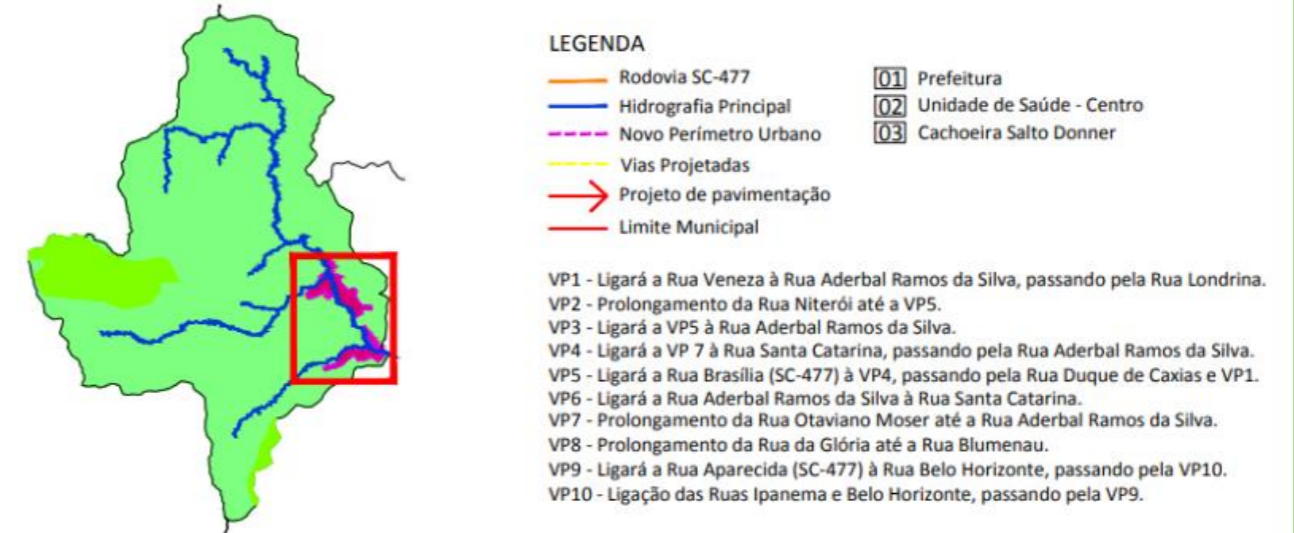 LEGENDA
Rodovia SC-477
Hidrografia Principal
Novo Perímetro Urbano
Vias Projetadas
Projeto de pavimentação
Limite Municipal
01 Prefeitura
02 Unidade de Saúde - Centro
03 Cachoeira Salto Donner
VP1 - Ligará a Rua Veneza à Rua Aderbal Ramos da Silva, passando pela Rua Londrina.
VP2 - Prolongamento da Rua Niterói até a VP5.
VP3 - Ligará a VP5 à Rua Aderbal Ramos da Silva.
VP4 - Ligará a VP 7 à Rua Santa Catarina, passando pela Rua Aderbal Ramos da Silva.
VP5 - Ligará a Rua Brasília (SC-477) à VP4, passando pela Rua Duque de Caxias e VP1.
VP6 - Ligará a Rua Aderbal Ramos da Silva à Rua Santa Catarina.
VP7 - Prolongamento da Rua Otaviano Moser até a Rua Aderbal Ramos da Silva.
VP8 - Prolongamento da Rua da Glória até a Rua Blumenau.
VP9 - Ligará a Rua Aparecida (SC-477) à Rua Belo Horizonte, passando pela VP10.
VP10 - Ligação das Ruas Ipanema e Belo Horizonte, passando pela VP9.